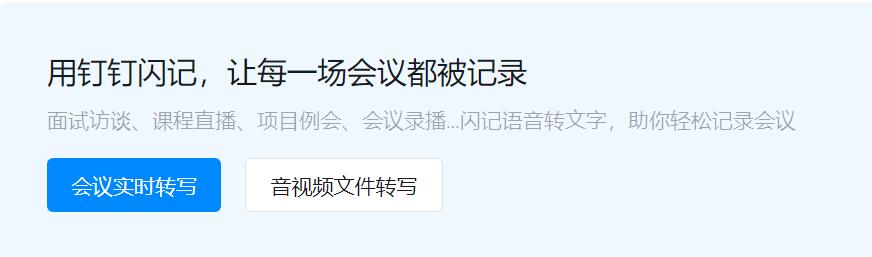 用钉钉闪记，让每一场会议都被记录
面试访谈、课程直播、项目例会、会议录播...闪记语音转文字，助你轻松记录会议
会议实时转写
音视频文件转写